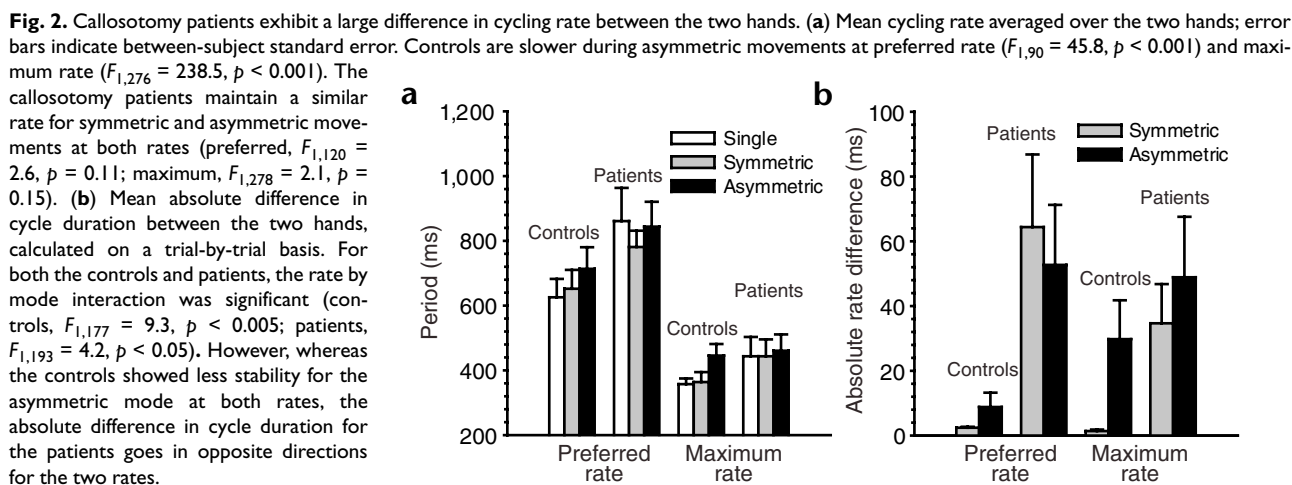 Fig. 2. Callosotomy patients exhibit a large difference in cycling rate between the two hands. (a) Mean cycling rate averaged over the two hands; error
bars indicate between-subject standard error. Controls are slower during asymmetric movements at preferred rate (F1,90 = 45.8, p < 0.001) and maxi-
mum rate (F1,276 = 238.5, p < 0.001). The
callosotomy patients maintain a similar
rate for symmetric and asymmetric move-
ments at both rates (preferred, F1,120 =
2.6, p = 0.11; maximum, F1,278 = 2.1, p =
0.15). (b) Mean absolute difference in
cycle duration between the two hands,
calculated on a trial-by-trial basis. For
both the controls and patients, the rate by
mode interaction was significant (con-
trols, F1,177 = 9.3, p < 0.005; patients,
F1,193 = 4.2, p < 0.05). However, whereas
the controls showed less stability for the
asymmetric mode at both rates, the
absolute difference in cycle duration for
the patients goes in opposite directions
for the two rates.
a
Period (ms)
1,200
1,000
800
600
400
200
Single
Symmetric
Asymmetric
Controls
Patients
Controls
Patients
Preferred
rate
Maximum
rate
b
Absolute rate difference (ms)
100
80
60
40
20
0
Symmetric
Asymmetric
Controls
Patients
Controls
Patients
Preferred
rate
Maximum
rate